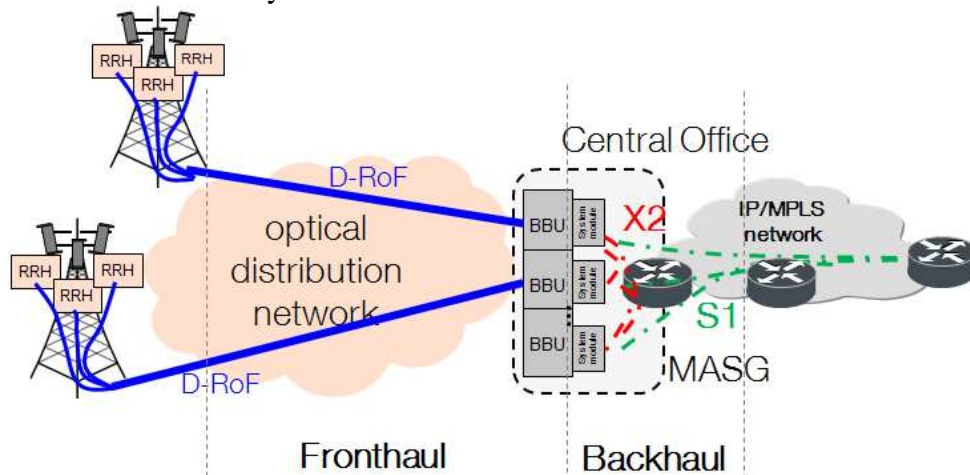 RRH
RRH
RRH
Central Office
D-RoF
optical
distribution
network
BBU
System
module
X2
IP/MPLS
network
RRH
RRH
RRH
BBU
System
module
S1
BBU
System
module
MASG
D-RoF
Fronthaul
Backhaul